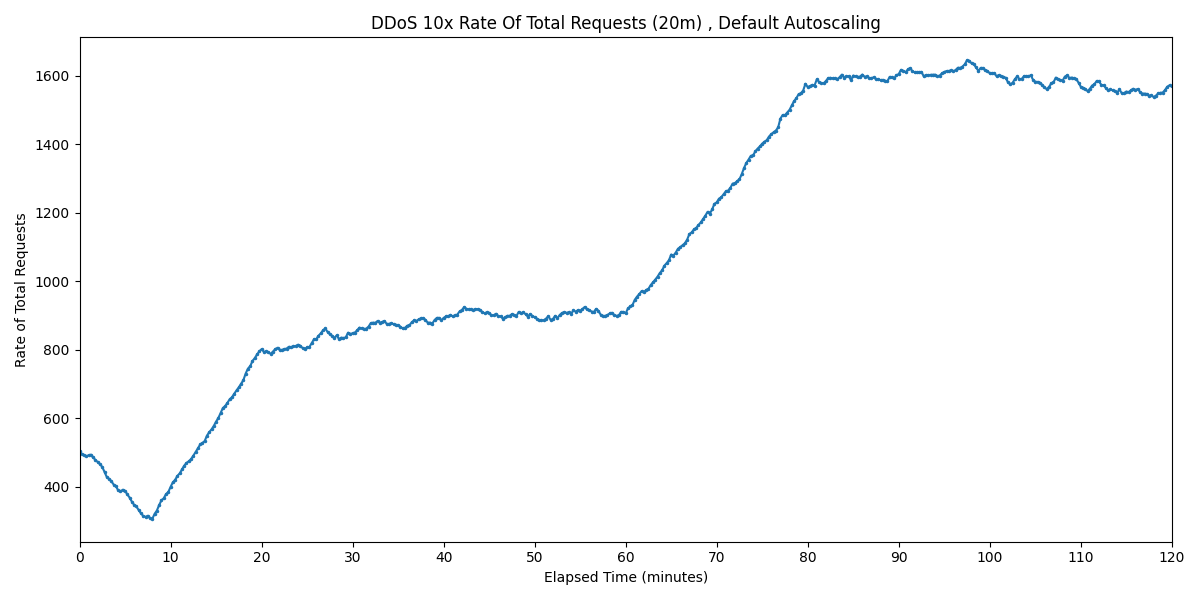 DDoS 10x Rate Of Total Requests (20m) , Default Autoscaling
Rate of Total Requests
1600
1400
1200
1000
800
600
400
0 10 20 30 40 50 60 70 80 90 100 110 120
Elapsed Time (minutes)